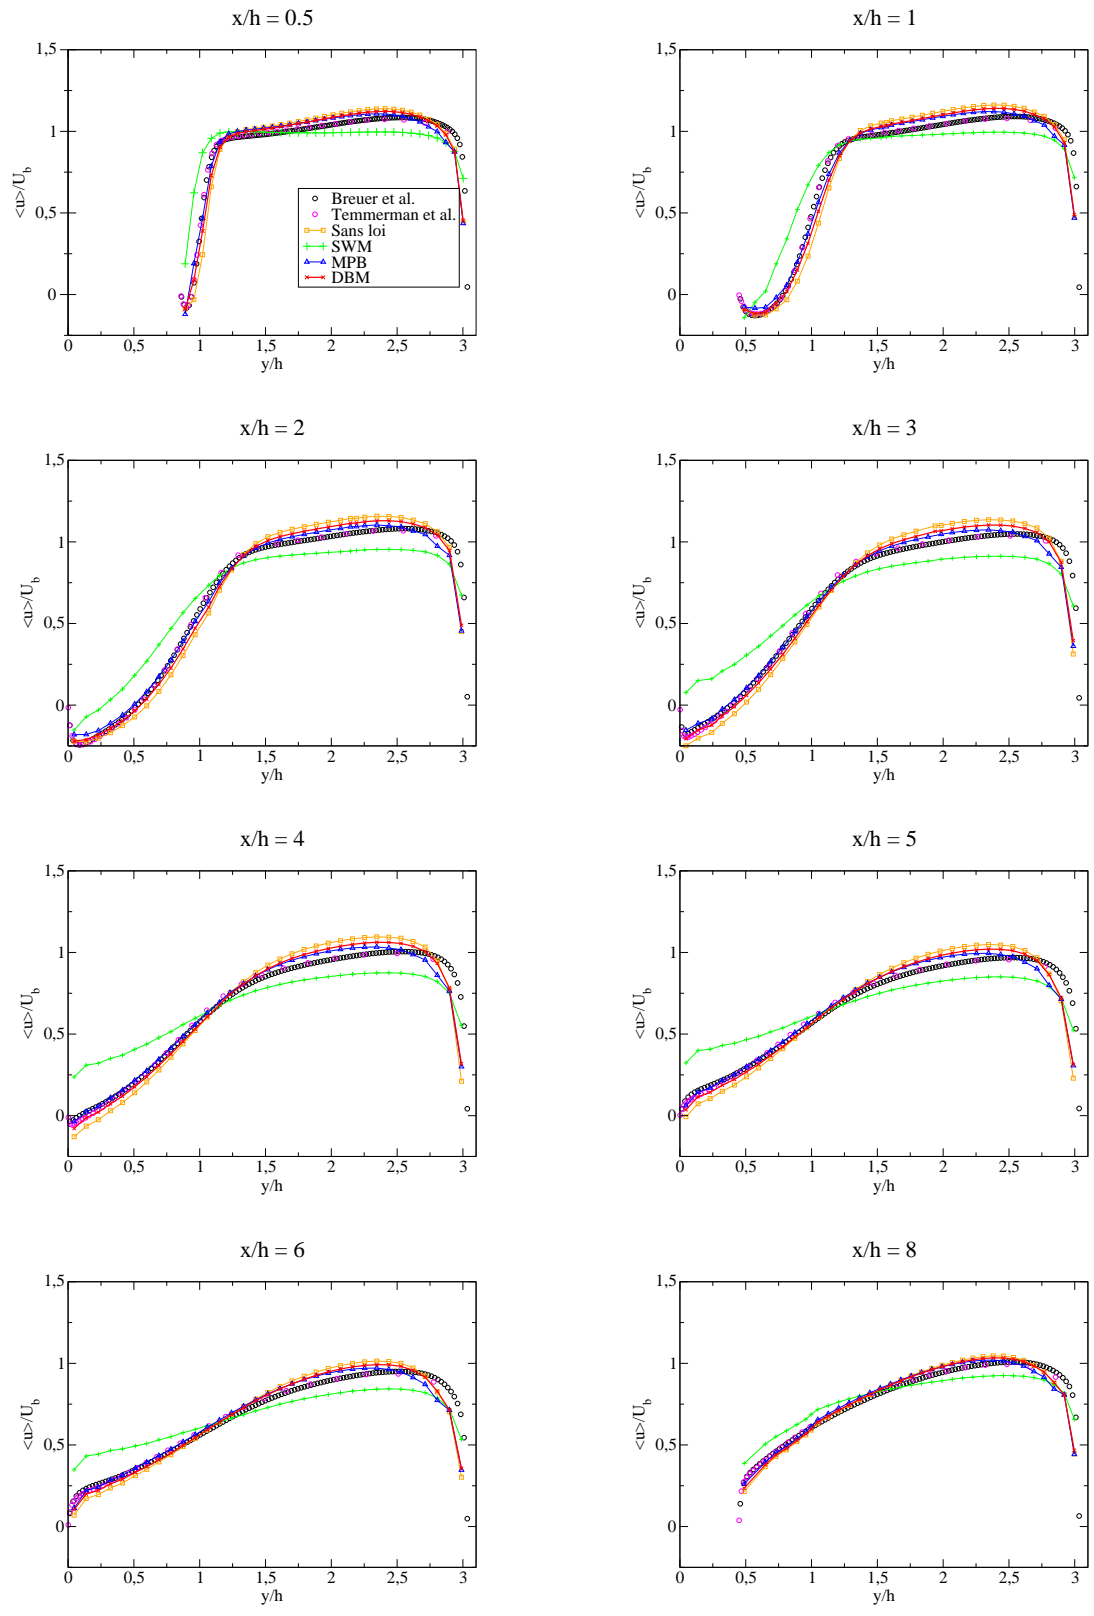 x/h = 0.5
1,5
1
0,5
0
<u>/U_b
Breuer et al.
Temmerman et al.
Sans loi
SWM
MPB
DBM
0 0,5 1 1,5 2 2,5 3
y/h
x/h = 1
1,5
1
0,5
0
<u>/U_b
0 0,5 1 1,5 2 2,5 3
y/h
x/h = 2
1,5
1
0,5
0
<u>/U_b
0 0,5 1 1,5 2 2,5 3
y/h
x/h = 3
1,5
1
0,5
0
<u>/U_b
0 0,5 1 1,5 2 2,5 3
y/h
x/h = 4
1,5
1
0,5
0
<u>/U_b
0 0,5 1 1,5 2 2,5 3
y/h
x/h = 5
1,5
1
0,5
0
<u>/U_b
0 0,5 1 1,5 2 2,5 3
y/h
x/h = 6
1,5
1
0,5
0
<u>/U_b
0 0,5 1 1,5 2 2,5 3
y/h
x/h = 8
1,5
1
0,5
0
<u>/U_b
0 0,5 1 1,5 2 2,5 3
y/h